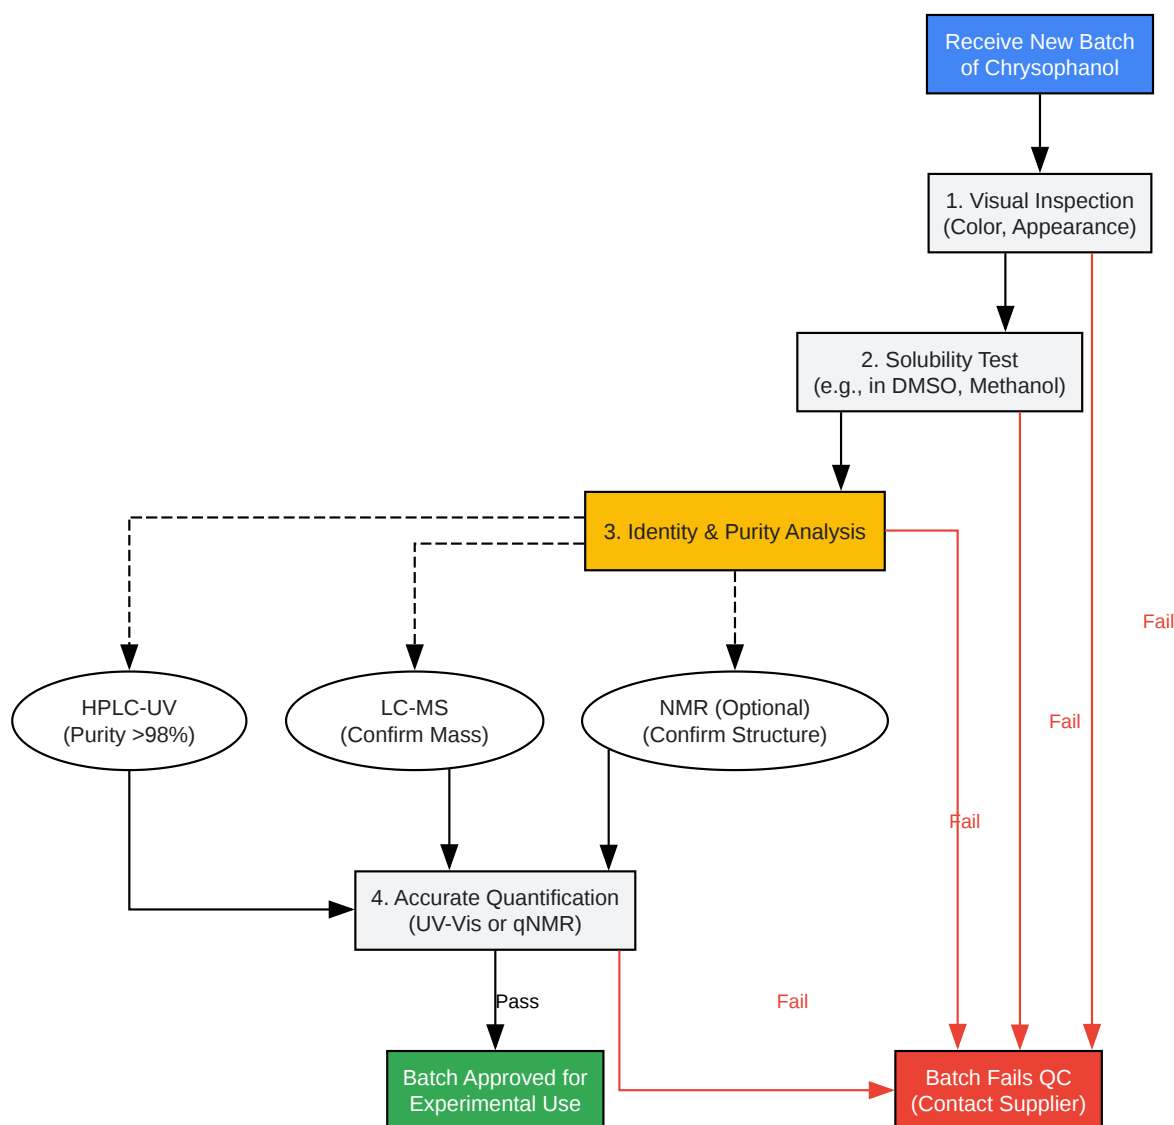 Receive New Batch
of Chrysophanol
1. Visual Inspection
(Color, Appearance)
2. Solubility Test
(e.g., in DMSO, Methanol)
3. Identity & Purity Analysis
Fail
HPLC-UV
(Purity >98%)
LC-MS
(Confirm Mass)
NMR (Optional)
(Confirm Structure)
Fail
Fail
4. Accurate Quantification
(UV-Vis or qNMR)
Pass
Fail
Batch Approved for
Experimental Use
Batch Fails QC
(Contact Supplier)